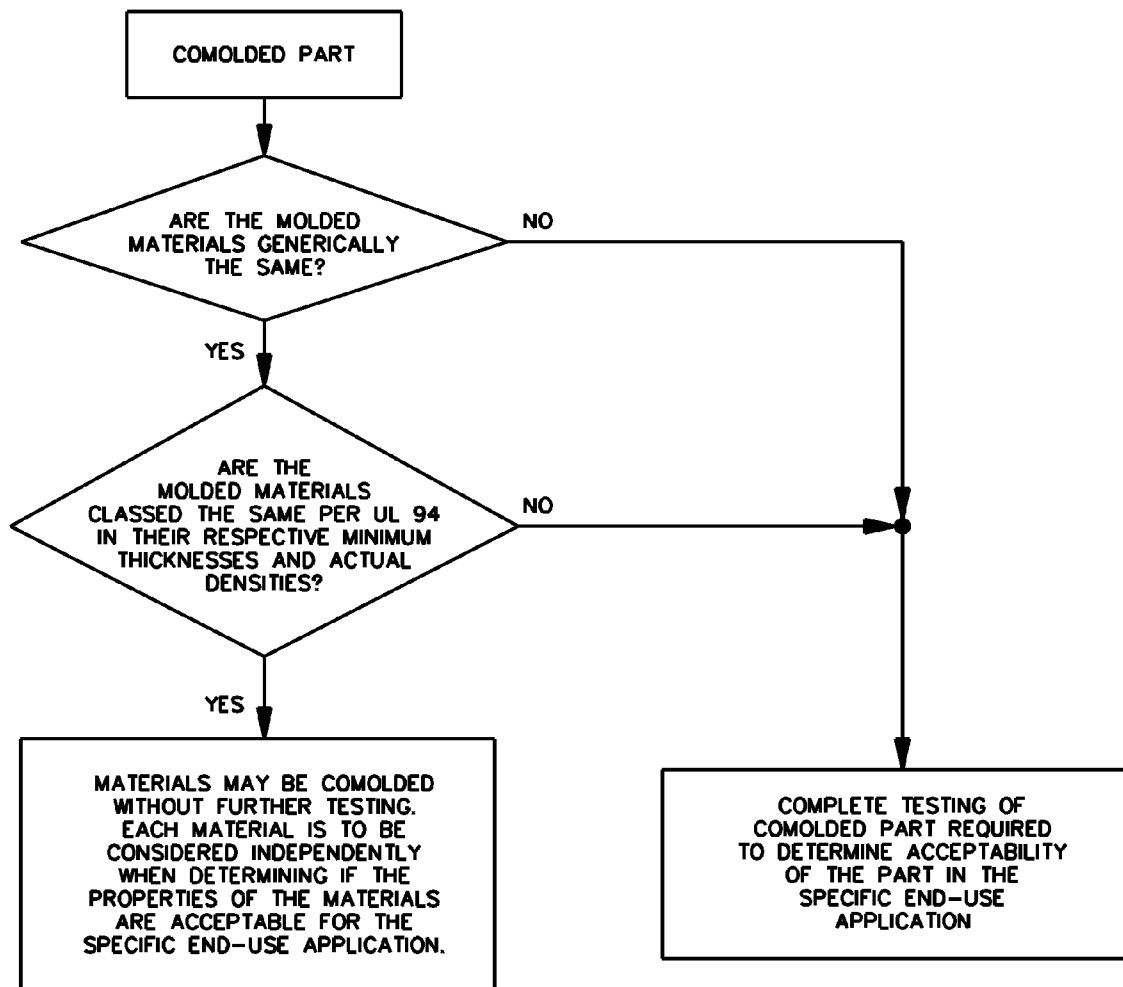 COMOLDED PART
ARE THE MOLDED
MATERIALS GENERICALLY
THE SAME?
NO
YES
ARE THE
MOLDED MATERIALS
CLASSED THE SAME PER UL 94
IN THEIR RESPECTIVE MINIMUM
THICKNESSES AND ACTUAL
DENSITIES?
NO
YES
MATERIALS MAY BE COMOLDED
WITHOUT FURTHER TESTING.
EACH MATERIAL IS TO BE
CONSIDERED INDEPENDENTLY
WHEN DETERMINING IF THE
PROPERTIES OF THE MATERIALS
ARE ACCEPTABLE FOR THE
SPECIFIC END-USE APPLICATION.
COMPLETE TESTING OF
COMOLDED PART REQUIRED
TO DETERMINE ACCEPTABILITY
OF THE PART IN THE
SPECIFIC END-USE
APPLICATION